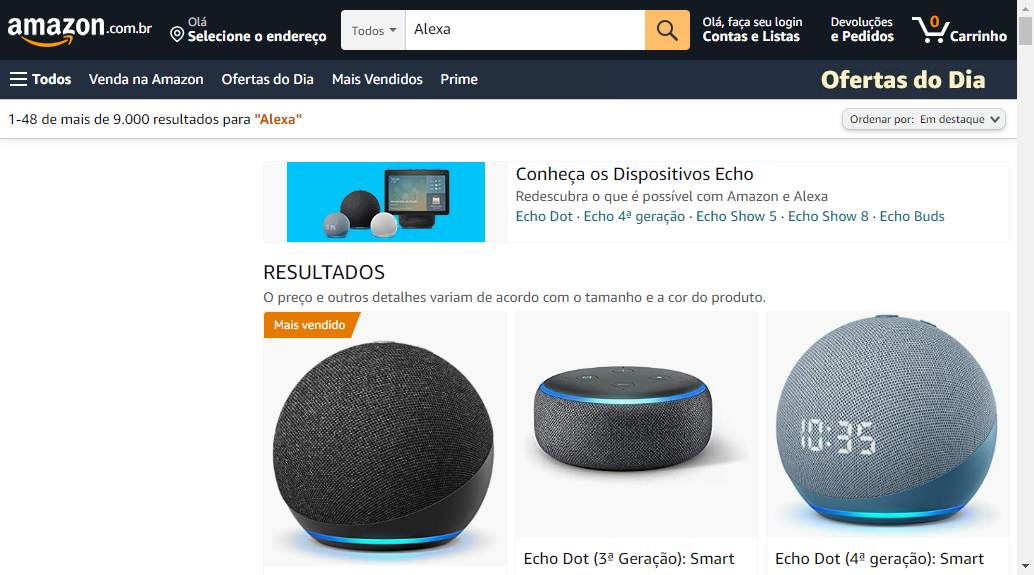 amazon.com.br
Olá
Selecione o endereço
Todos
Alexa
Olá, faça seu login
Contas e Listas
Devoluções
e Pedidos
0
Carrinho
Todos
Venda na Amazon
Ofertas do Dia
Mais Vendidos
Prime
Ofertas do Dia
1-48 de mais de 9.000 resultados para "Alexa"
Ordenar por: Em destaque
Conheça os Dispositivos Echo
Redescubra o que é possível com Amazon e Alexa
Echo Dot · Echo 4ª geração · Echo Show 5 · Echo Show 8 · Echo Buds
RESULTADOS
O preço e outros detalhes variam de acordo com o tamanho e a cor do produto.
Mais vendido
10:35
Echo Dot (3ª Geração): Smart
Echo Dot (4ª geração): Smart